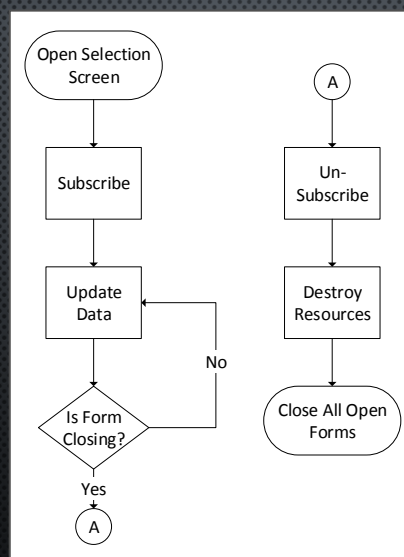 Open Selection
Screen
Subscribe
Update
Data
No
Is Form
Closing?
Yes
A
A
Un-
Subscribe
Destroy
Resources
Close All Open
Forms